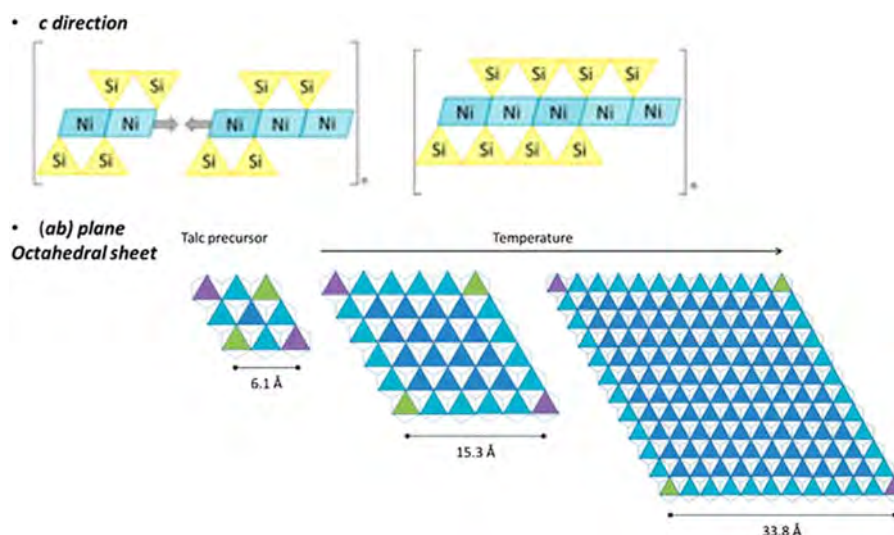 • c direction
Si Si Si Si Si Si Si Si
Ni Ni Ni Ni Ni Ni Ni Ni Ni Ni
Si Si Si Si Si Si Si Si
• (ab) plane
Octahedral sheet
Talc precursor
Temperature
6.1 Å
15.3 Å
33.8 Å